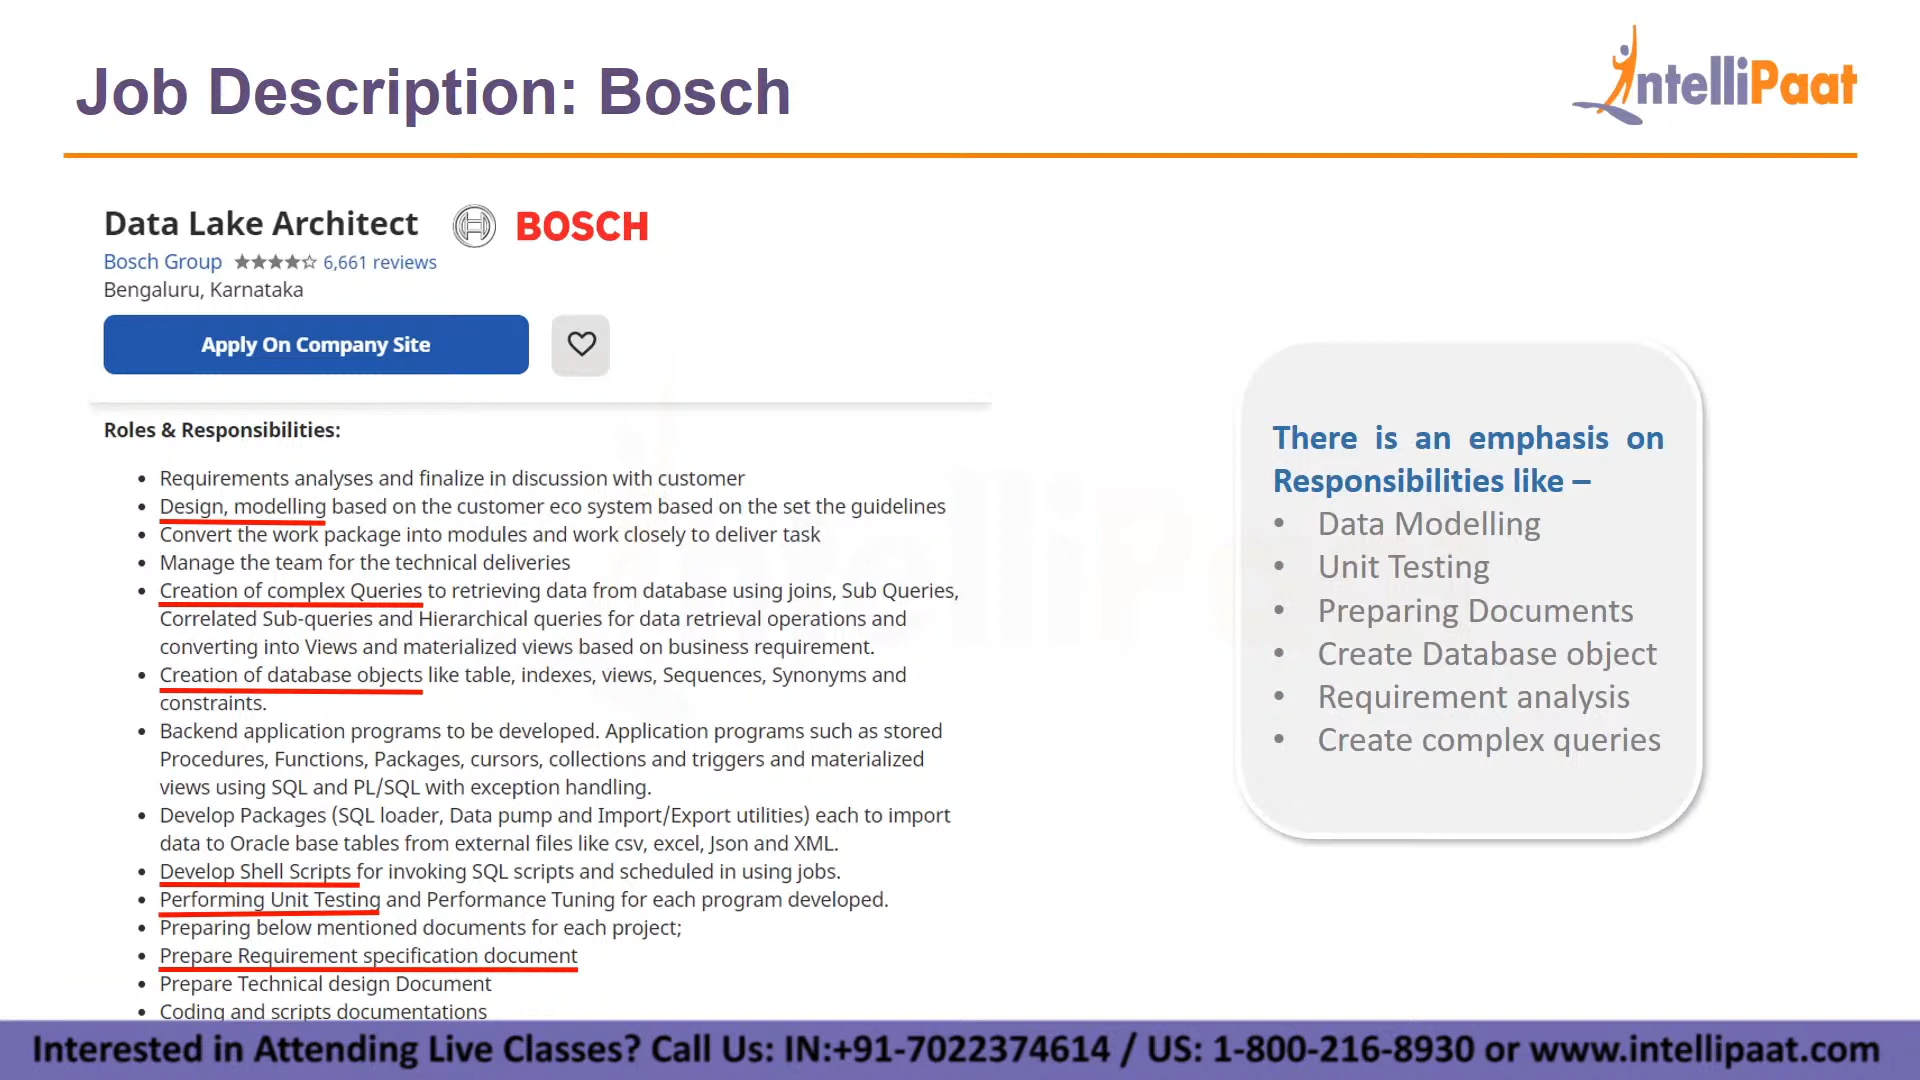 Job Description: Bosch
IntelliPaat
Data Lake Architect
BOSCH
Bosch Group ★★★★☆ 6,661 reviews
Bengaluru, Karnataka
Apply On Company Site
Roles & Responsibilities:
• Requirements analyses and finalize in discussion with customer
• Design, modelling based on the customer eco system based on the set the guidelines
• Convert the work package into modules and work closely to deliver task
• Manage the team for the technical deliveries
• Creation of complex Queries to retrieving data from database using joins, Sub Queries,
Correlated Sub-queries and Hierarchical queries for data retrieval operations and
converting into Views and materialized views based on business requirement.
• Creation of database objects like table, indexes, views, Sequences, Synonyms and
constraints.
• Backend application programs to be developed. Application programs such as stored
Procedures, Functions, Packages, cursors, collections and triggers and materialized
views using SQL and PL/SQL with exception handling.
• Develop Packages (SQL loader, Data pump and Import/Export utilities) each to import
data to Oracle base tables from external files like csv, excel, Json and XML.
• Develop Shell Scripts for invoking SQL scripts and scheduled in using jobs.
• Performing Unit Testing and Performance Tuning for each program developed.
• Preparing below mentioned documents for each project;
• Prepare Requirement specification document
• Prepare Technical design Document
• Coding and scripts documentations
There is an emphasis on
Responsibilities like –
• Data Modelling
• Unit Testing
• Preparing Documents
• Create Database object
• Requirement analysis
• Create complex queries
Interested in Attending Live Classes? Call Us: IN:+91-7022374614 / US: 1-800-216-8930 or www.intellipaat.com